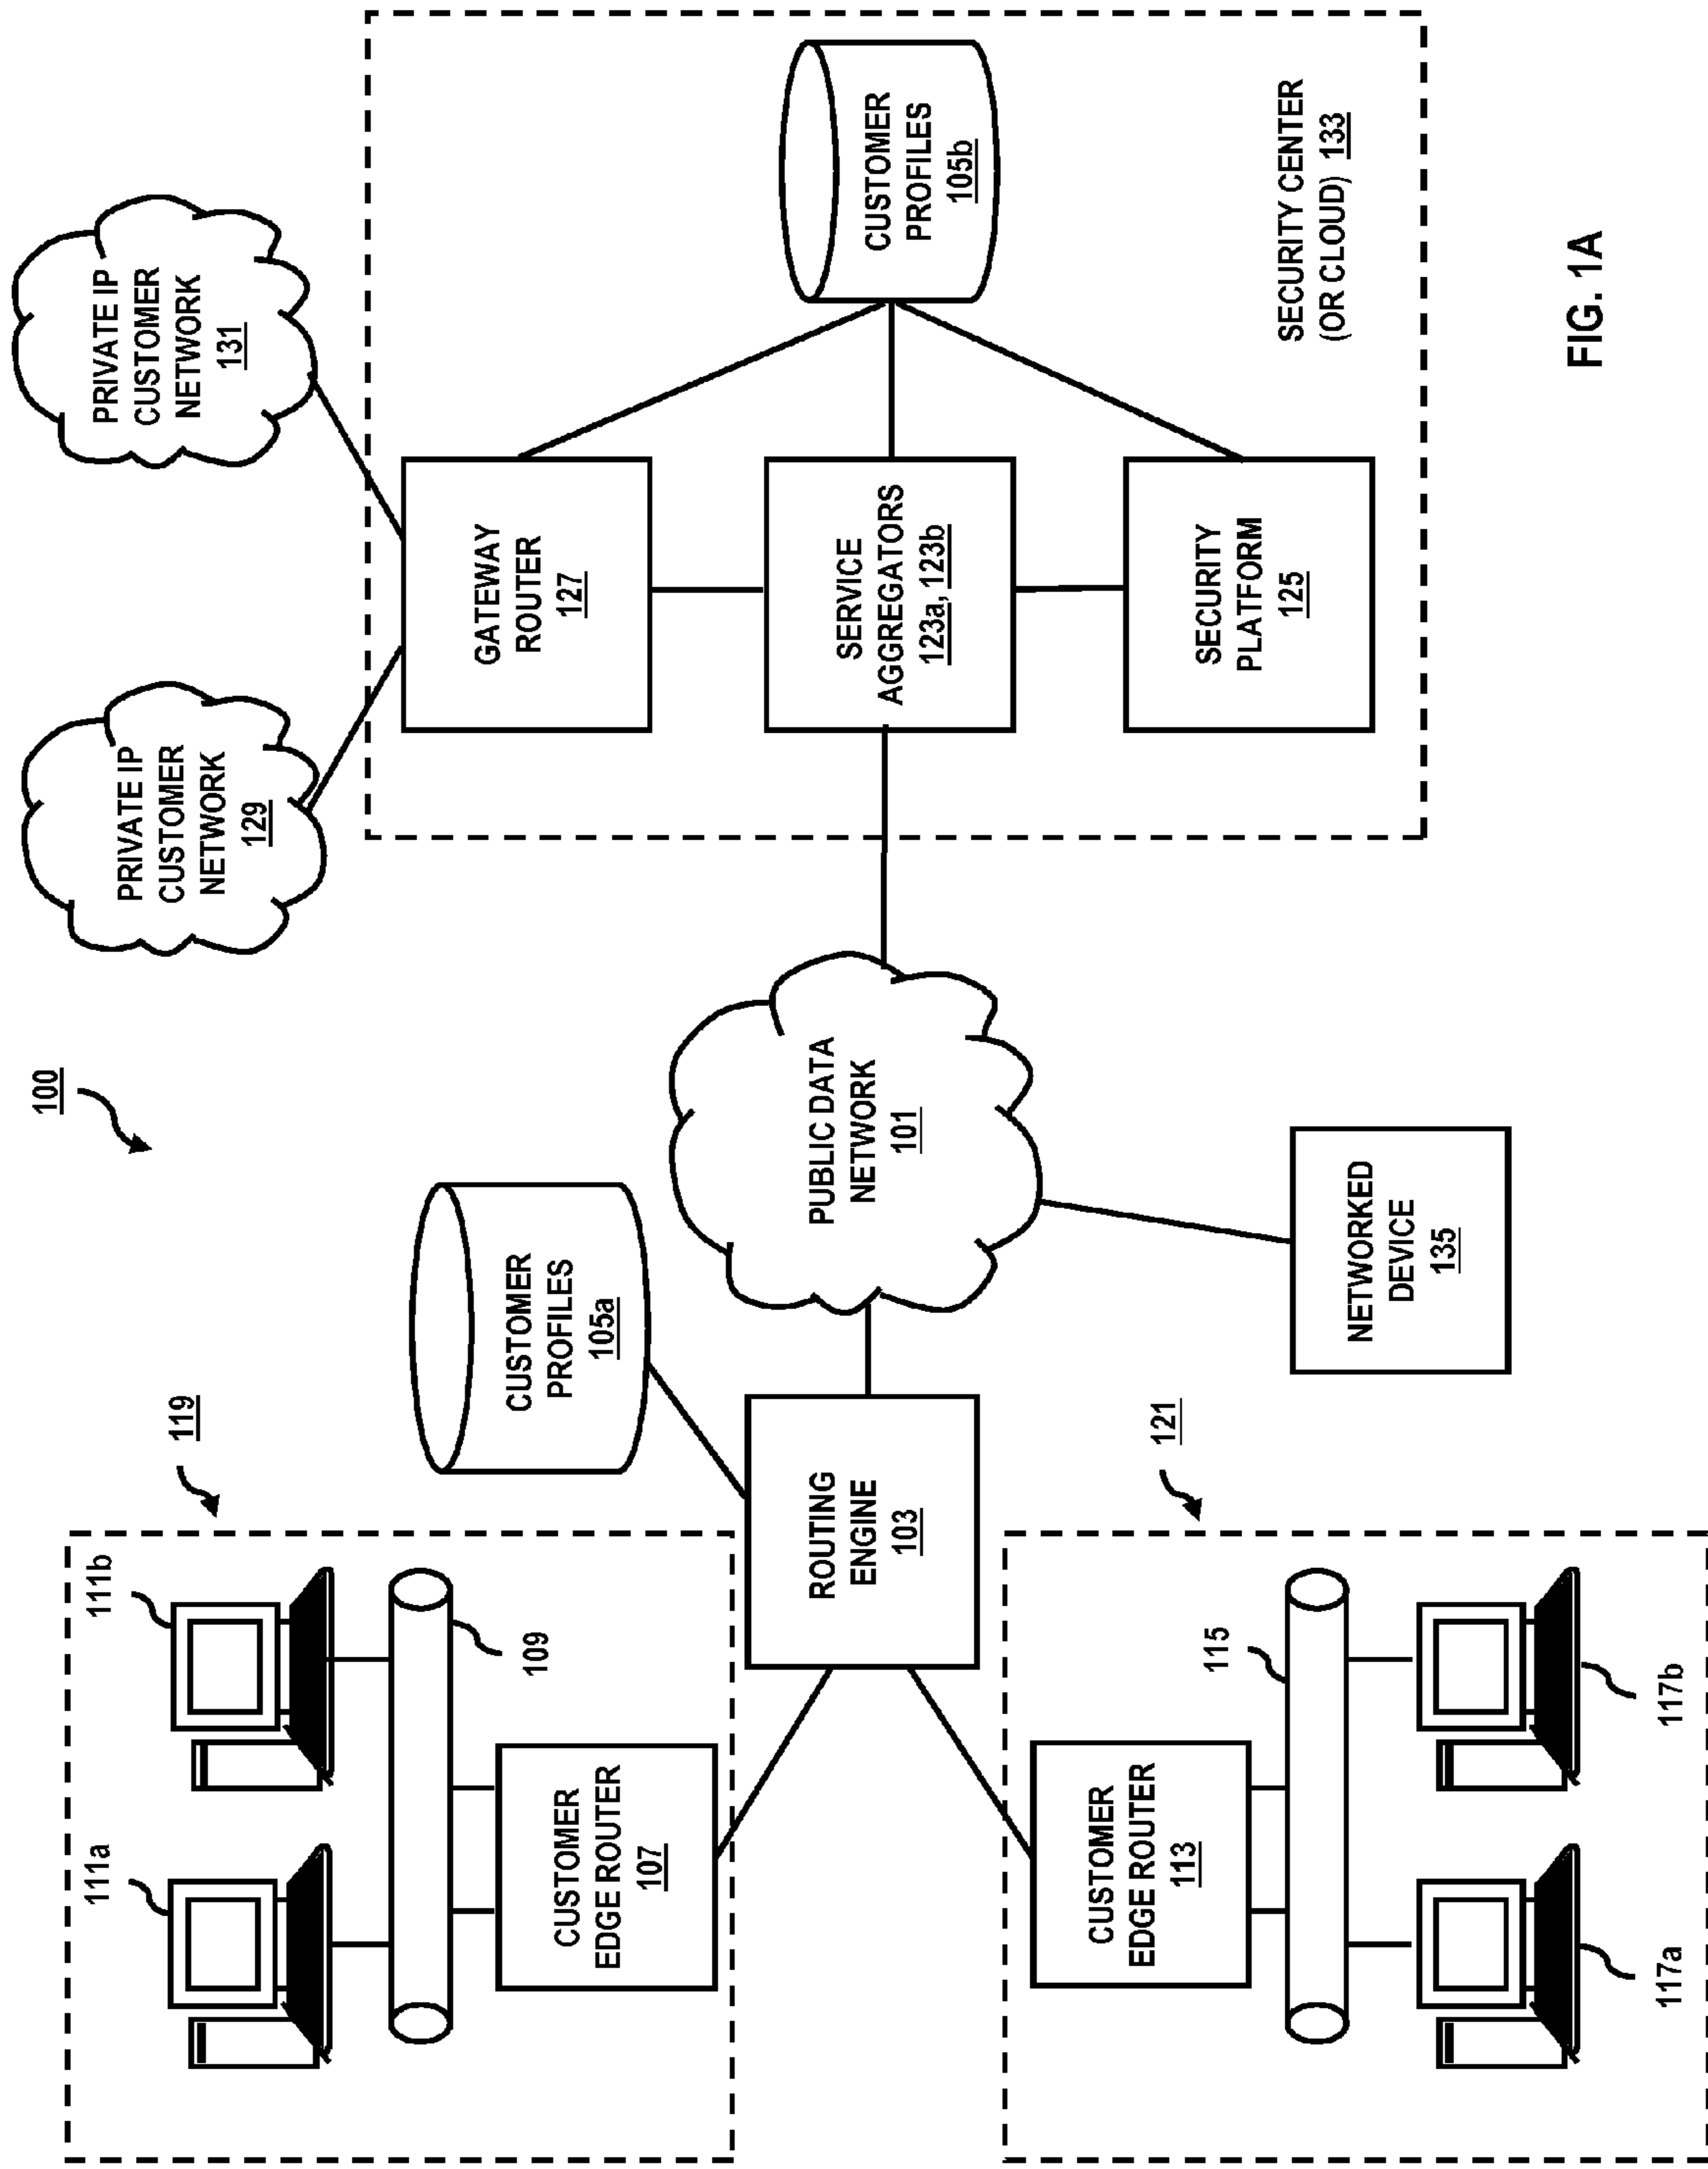 100
119
111a
111b
109
CUSTOMER
EDGE ROUTER
107
CUSTOMER
PROFILES
105a
ROUTING
ENGINE
103
121
CUSTOMER
EDGE ROUTER
113
115
117a
117b
PUBLIC DATA
NETWORK
101
NETWORKED
DEVICE
135
PRIVATE IP
CUSTOMER
NETWORK
129
PRIVATE IP
CUSTOMER
NETWORK
131
GATEWAY
ROUTER
127
SERVICE
AGGREGATORS
123a, 123b
SECURITY
PLATFORM
125
CUSTOMER
PROFILES
105b
SECURITY CENTER
(OR CLOUD) 133
FIG. 1A